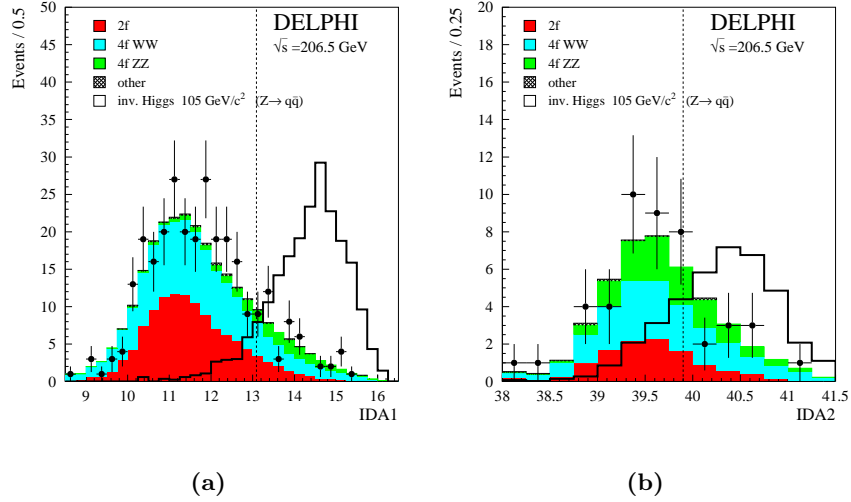 DELPHI
√s =206.5 GeV
2f
4f WW
4f ZZ
other
inv. Higgs 105 GeV/c² (Z→ qq̄)
Events / 0.5
50
45
40
35
30
25
20
15
10
5
0
9 10 11 12 13 14 15 16
IDA1
(a)
DELPHI
√s =206.5 GeV
2f
4f WW
4f ZZ
other
inv. Higgs 105 GeV/c² (Z→ qq̄)
Events / 0.25
20
18
16
14
12
10
8
6
4
2
0
38 38.5 39 39.5 40 40.5 41 41.5
IDA2
(b)